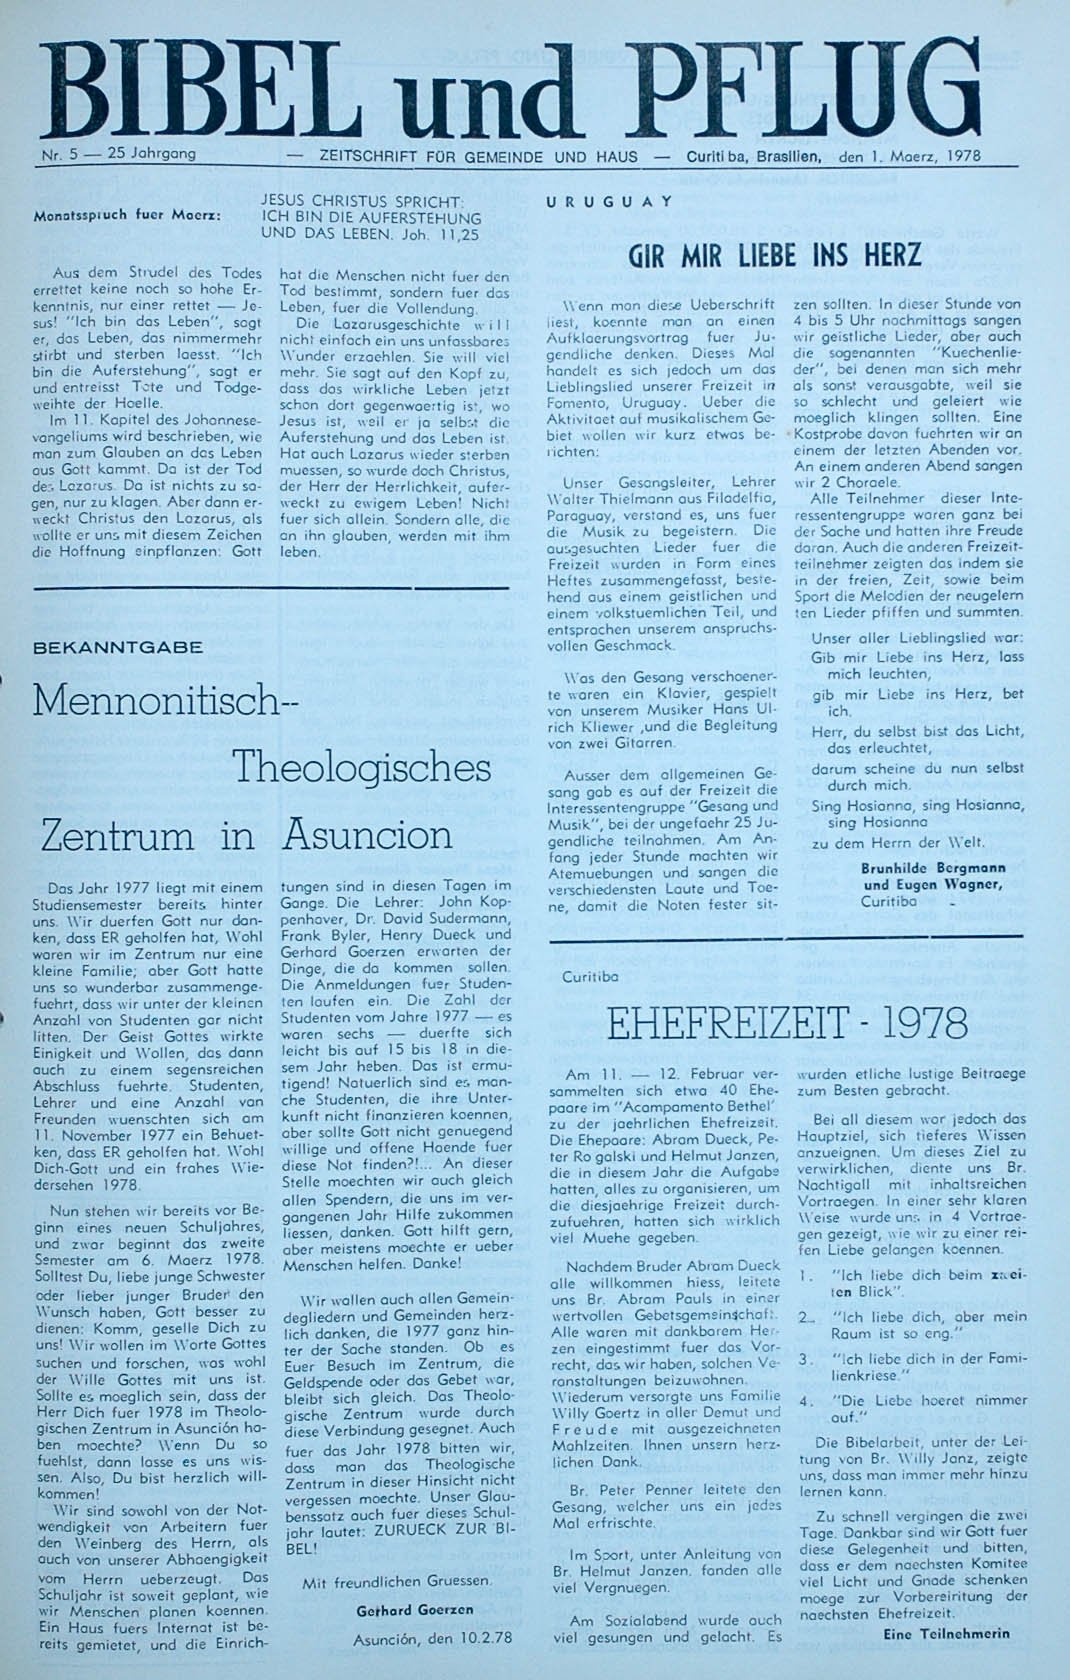 BIBEL und PFLUG
Nr. 5 — 25 Jahrgang — ZEITSCHRIFT FÜR GEMEINDE UND HAUS — Curitiba, Brasilien, den 1. Maerz, 1978
Monatsspruch fuer Maerz:
JESUS CHRISTUS SPRICHT:
ICH BIN DIE AUFERSTEHUNG
UND DAS LEBEN. Joh. 11,25
Aus dem Strudel des Todes
errettet keine noch so hohe Er-
kenntnis, nur einer rettet — Je-
sus! "Ich bin das Leben", sagt
er, das Leben, das nimmermehr
stirbt und sterben laesst. "Ich
bin die Auferstehung", sagt er
und entreisst Tote und Todge-
weihte der Hoelle.
Im 11. Kapitel des Johannese-
vangeliums wird beschrieben, wie
man zum Glauben an das Leben
aus Gott kommt. Da ist der Tod
des Lazarus. Da ist nichts zu sa-
gen, nur zu klagen. Aber dann er-
weckt Christus den Lazarus, als
wollte er uns mit diesem Zeichen
die Hoffnung einpflanzen: Gott
hat die Menschen nicht fuer den
Tod bestimmt, sondern fuer das
Leben, fuer die Vollendung.
Die Lazarusgeschichte will
nicht einfach ein uns unfassbares
Wunder erzaehlen. Sie will viel
mehr. Sie sagt auf den Kopf zu,
dass das wirkliche Leben jetzt
schon dort gegenwaertig ist, wo
Jesus ist, weil er ja selbst die
Auferstehung und das Leben ist.
Hat auch Lazarus wieder sterben
muessen, so wurde doch Christus,
der Herr der Herrlichkeit, aufer-
weckt zu ewigem Leben! Nicht
fuer sich allein. Sondern alle, die
an ihn glauben, werden mit ihm
leben.
BEKANNTGABE
Mennonitisch--
Theologisches
Zentrum in Asuncion
Das Jahr 1977 liegt mit einem
Studiensemester bereits hinter
uns. Wir duerfen Gott nur dan-
ken, dass ER geholfen hat, Wohl
waren wir im Zentrum nur eine
kleine Familie; aber Gott hatte
uns so wunderbar zusammenge-
fuehrt, dass wir unter der kleinen
Anzahl von Studenten gar nicht
litten. Der Geist Gottes wirkte
Einigkeit und Wollen, das dann
auch zu einem segensreichen
Abschluss fuehrte. Studenten,
Lehrer und eine Anzahl von
Freunden wuenschten sich am
11. November 1977 ein Behuet-
ken, dass ER geholfen hat. Wohl
Dich-Gott und ein frohes Wie-
dersehen 1978.
Nun stehen wir bereits vor Be-
ginn eines neuen Schuljahres,
und zwar beginnt das zweite
Semester am 6. Maerz 1978.
Solltest Du, liebe junge Schwester
oder lieber junger Bruder den
Wunsch haben, Gott besser zu
dienen: Komm, geselle Dich zu
uns! Wir wollen im Worte Gottes
suchen und forschen, was wohl
der Wille Gottes mit uns ist.
Sollte es moeglich sein, dass der
Herr Dich fuer 1978 im Theolo-
gischen Zentrum in Asunción ha-
ben moechte? Wenn Du so
fuehlst, dann lasse es uns wis-
sen. Also, Du bist herzlich will-
kommen!
Wir sind sowohl von der Not-
wendigkeit von Arbeitern fuer
den Weinberg des Herrn, als
auch von unserer Abhaengigkeit
vom Herrn ueberzeugt. Das
Schuljahr ist soweit geplant, wie
wir Menschen planen koennen.
Ein Haus fuers Internat ist be-
reits gemietet, und die Einrich-
tungen sind in diesen Tagen im
Gange. Die Lehrer: John Kop-
penhaver, Dr. David Sudermann,
Frank Byler, Henry Dueck und
Gerhard Goerzen erwarten der
Dinge, die da kommen sollen.
Die Anmeldungen fuer Studen-
ten laufen ein. Die Zahl der
Studenten vom Jahre 1977 — es
waren sechs — duerfte sich
leicht bis auf 15 bis 18 in die-
sem Jahr heben. Das ist ermu-
tigend! Natuerlich sind es man-
che Studenten, die ihre Unter-
kunft nicht finanzieren koennen,
aber sollte Gott nicht genuegend
willige und offene Haende fuer
diese Not finden?!... An dieser
Stelle moechten wir auch gleich
allen Spendern, die uns im ver-
gangenen Jahr Hilfe zukommen
liessen, danken. Gott hilft gern,
aber meistens moechte er ueber
Menschen helfen. Danke!
Wir wollen auch allen Gemein-
degliedern und Gemeinden herz-
lich danken, die 1977 ganz hin-
ter der Sache standen. Ob es
Euer Besuch im Zentrum, die
Geldspende oder das Gebet war,
bleibt sich gleich. Das Theolo-
gische Zentrum wurde durch
diese Verbindung gesegnet. Auch
fuer das Jahr 1978 bitten wir,
dass man das Theologische
Zentrum in dieser Hinsicht nicht
vergessen moechte. Unser Glau-
benssatz auch fuer dieses Schul-
jahr lautet: ZURUECK ZUR BI-
BEL!
Mit freundlichen Gruessen.
Gerhard Goerzen
Asunción, den 10.2.78
URUGUAY
GIR MIR LIEBE INS HERZ
Wenn man diese Ueberschrift
liest, koennte man an einen
Aufklaerungsvortrag fuer Ju-
gendliche denken. Dieses Mal
handelt es sich jedoch um das
Lieblingslied unserer Freizeit in
Fomento, Uruguay. Ueber die
Aktivitaet auf musikalischem Ge-
biet wollen wir kurz etwas be-
richten:
Unser Gesangsleiter, Lehrer
Walter Thielmann aus Filadelfia,
Paraguay, verstand es, uns fuer
die Musik zu begeistern. Die
ausgesuchten Lieder fuer die
Freizeit wurden in Form eines
Heftes zusammengefasst, beste-
hend aus einem geistlichen und
einem volkstuemlichen Teil, und
entsprachen unserem anspruchs-
vollen Geschmack.
Was den Gesang verschoener-
te waren ein Klavier, gespielt
von unserem Musiker Hans Ul-
rich Kliewer ,und die Begleitung
von zwei Gitarren.
Ausser dem allgemeinen Ge-
sang gab es auf der Freizeit die
Interessentengruppe "Gesang und
Musik", bei der ungefaehr 25 Ju-
gendliche teilnahmen. Am An-
fang jeder Stunde machten wir
Atemuebungen und sangen die
verschiedensten Laute und Toe-
ne, damit die Noten fester sit-
zen sollten. In dieser Stunde von
4 bis 5 Uhr nachmittags sangen
wir geistliche Lieder, aber auch
die sogenannten "Kuechenlie-
der", bei denen man sich mehr
als sonst verausgabte, weil sie
so schlecht und geleiert wie
moeglich klingen sollten. Eine
Kostprobe davon fuehrten wir an
einem der letzten Abenden vor.
An einem anderen Abend sangen
wir 2 Choraele.
Alle Teilnehmer dieser Inte-
ressentengruppe waren ganz bei
der Sache und hatten ihre Freude
daran. Auch die anderen Freizeit-
teilnehmer zeigten das indem sie
in der freien, Zeit, sowie beim
Sport die Melodien der neugelern
ten Lieder pfiffen und summten.
Unser aller Lieblingslied war:
Gib mir Liebe ins Herz, lass
mich leuchten,
gib mir Liebe ins Herz, bet
ich.
Herr, du selbst bist das Licht,
das erleuchtet,
darum scheine du nun selbst
durch mich.
Sing Hosianna, sing Hosianna,
sing Hosianna
zu dem Herrn der Welt.
Brunhilde Bergmann
und Eugen Wagner,
Curitiba
Curitiba
EHEFREIZEIT - 1978
Am 11. — 12. Februar ver-
sammelten sich etwa 40 Ehe-
paare im "Acampamento Bethel'
zu der jaehrlichen Ehefreizeit.
Die Ehepaare: Abram Dueck, Pe-
ter Ro galski und Helmut Janzen,
die in diesem Jahr die Aufgabe
hatten, alles zu organisieren, um
die diesjaehrige Freizeit durch-
zufuehren, hatten sich wirklich
viel Muehe gegeben.
Nachdem Bruder Abram Dueck
alle willkommen hiess, leitete
uns Br. Abram Pauls in einer
wertvollen Gebetsgemeinschaft.
Alle waren mit dankbarem Her-
zen eingestimmt fuer das Vor-
recht, das wir haben, solchen Ve-
ranstaltungen beizuwohnen.
Wiederum versorgte uns Familie
Willy Goertz in aller Demut und
Freude mit ausgezeichneten
Mahlzeiten. Ihnen unsern herz-
lichen Dank.
Br. Peter Penner leitete den
Gesang, welcher uns ein jedes
Mal erfrischte.
Im Sport, unter Anleitung von
Br. Helmut Janzen. fanden alle
viel Vergnuegen.
Am Sozialabend wurde auch
viel gesungen und gelacht. Es
wurden etliche lustige Beitraege
zum Besten gebracht.
Bei all diesem war jedoch das
Hauptziel, sich tieferes Wissen
anzueignen. Um dieses Ziel zu
verwirklichen, diente uns Br.
Nachtigall mit inhaltsreichen
Vortraegen. In einer sehr klaren
Weise wurde uns, in 4 Vortrae-
gen gezeigt, wie wir zu einer rei-
fen Liebe gelangen koennen.
1. "Ich liebe dich beim zwei-
ten Blick".
2. "Ich liebe dich, aber mein
Raum ist so eng."
3. "Ich liebe dich in der Fami-
lienkriese."
4. "Die Liebe hoeret nimmer
auf."
Die Bibelarbeit, unter der Lei-
tung von Br. Willy Janz, zeigte
uns, dass man immer mehr hinzu
lernen kann.
Zu schnell vergingen die zwei
Tage. Dankbar sind wir Gott fuer
diese Gelegenheit und bitten,
dass er dem naechsten Komitee
viel Licht und Gnade schenken
moege zur Vorbereiritung der
naechsten Ehefreizeit.
Eine Teilnehmerin